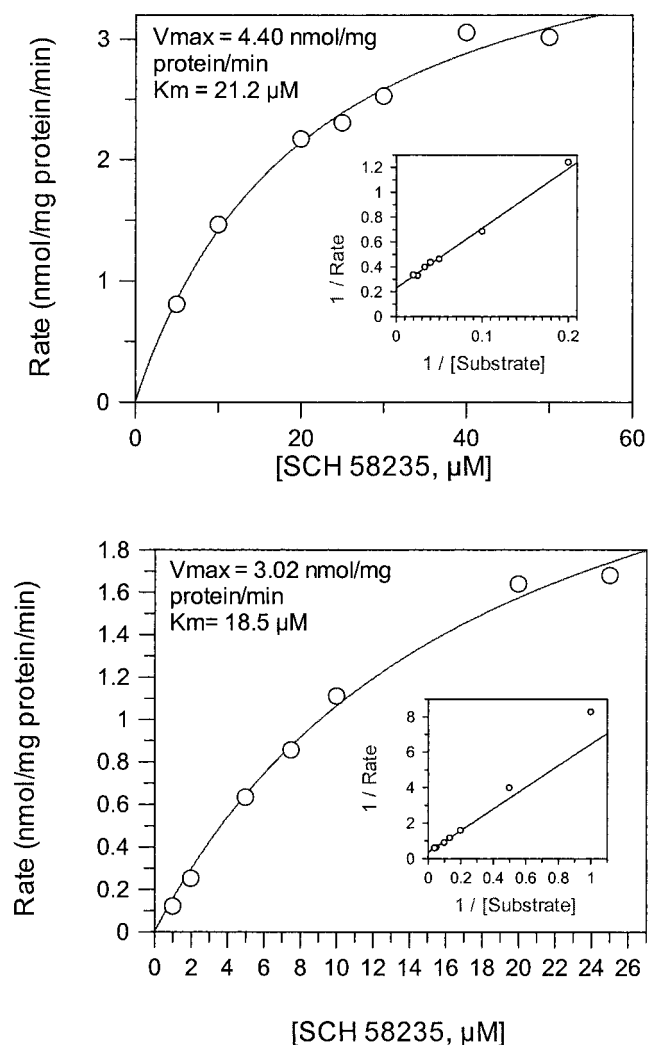 Vmax = 4.40 nmol/mg
protein/min
Km = 21.2 µM
Rate (nmol/mg protein/min)
3
2
1
0
0
20
40
60
[SCH 58235, µM]
1 / Rate
1.2
1.0
0.8
0.6
0.4
0.2
0
0
0.1
0.2
1 / [Substrate]
Vmax = 3.02 nmol/mg
protein/min
Km= 18.5 µM
Rate (nmol/mg protein/min)
1.8
1.6
1.4
1.2
1
0.8
0.6
0.4
0.2
0
0 2 4 6 8 10 12 14 16 18 20 22 24 26
[SCH 58235, µM]
1 / Rate
8
6
4
2
0
0 0.2 0.4 0.6 0.8 1
1 / [Substrate]